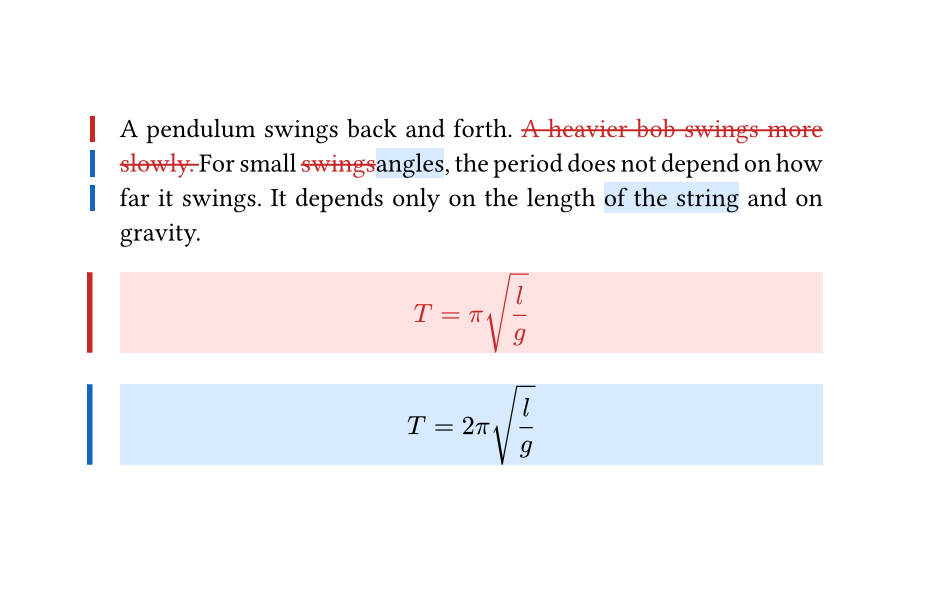 A pendulum swings back and forth. A heavier bob swings more
slowly. For small swingsangles, the period does not depend on how
far it swings. It depends only on the length of the string and on
gravity.
T = π√(l/g)
T = 2π√(l/g)